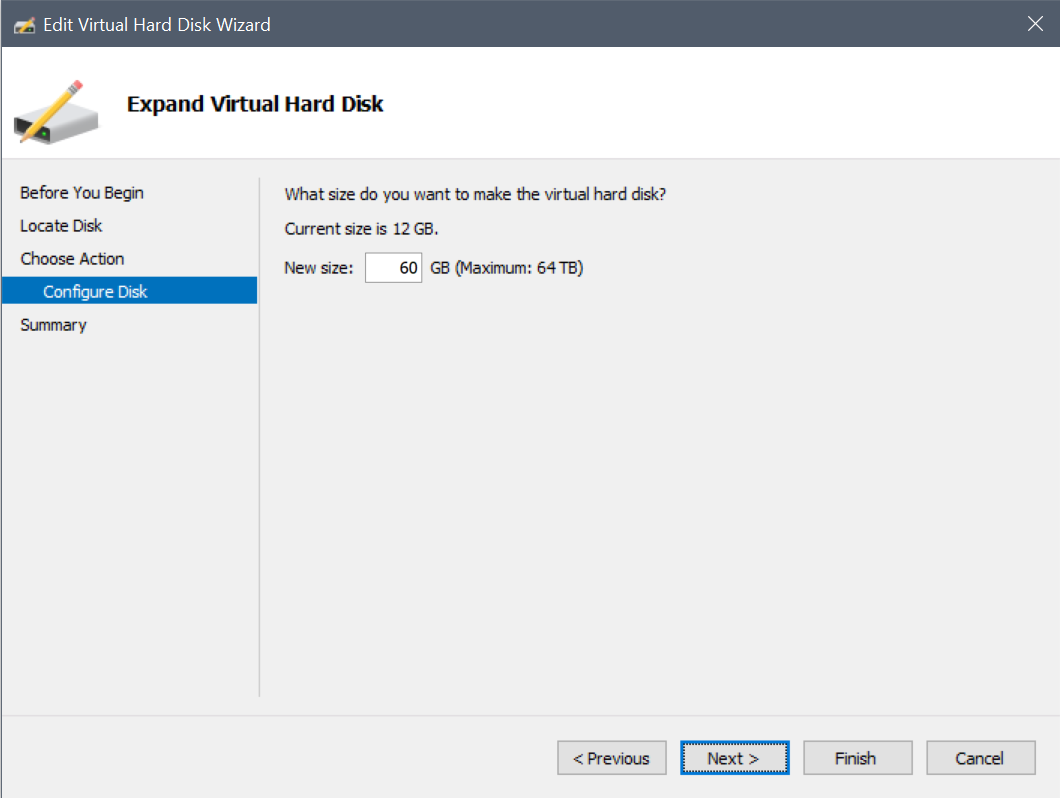 Edit Virtual Hard Disk Wizard
Expand Virtual Hard Disk
Before You Begin
Locate Disk
Choose Action
Configure Disk
Summary
What size do you want to make the virtual hard disk?
Current size is 12 GB.
New size: 60 GB (Maximum: 64 TB)
< Previous
Next >
Finish
Cancel